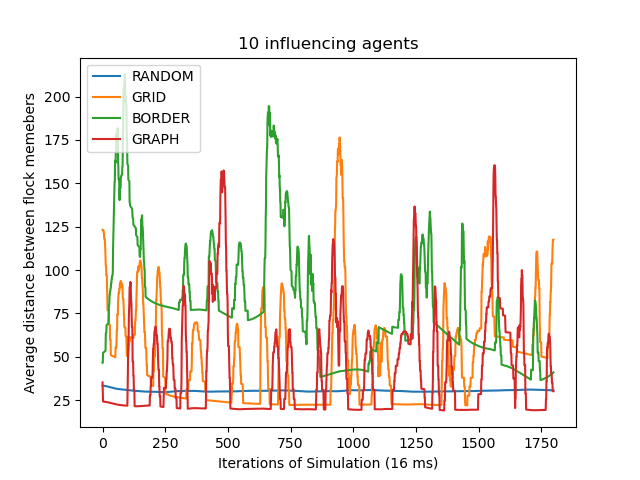 10 influencing agents
RANDOM
GRID
BORDER
GRAPH
Average distance between flock memebers
200
175
150
125
100
75
50
25
0 250 500 750 1000 1250 1500 1750
Iterations of Simulation (16 ms)